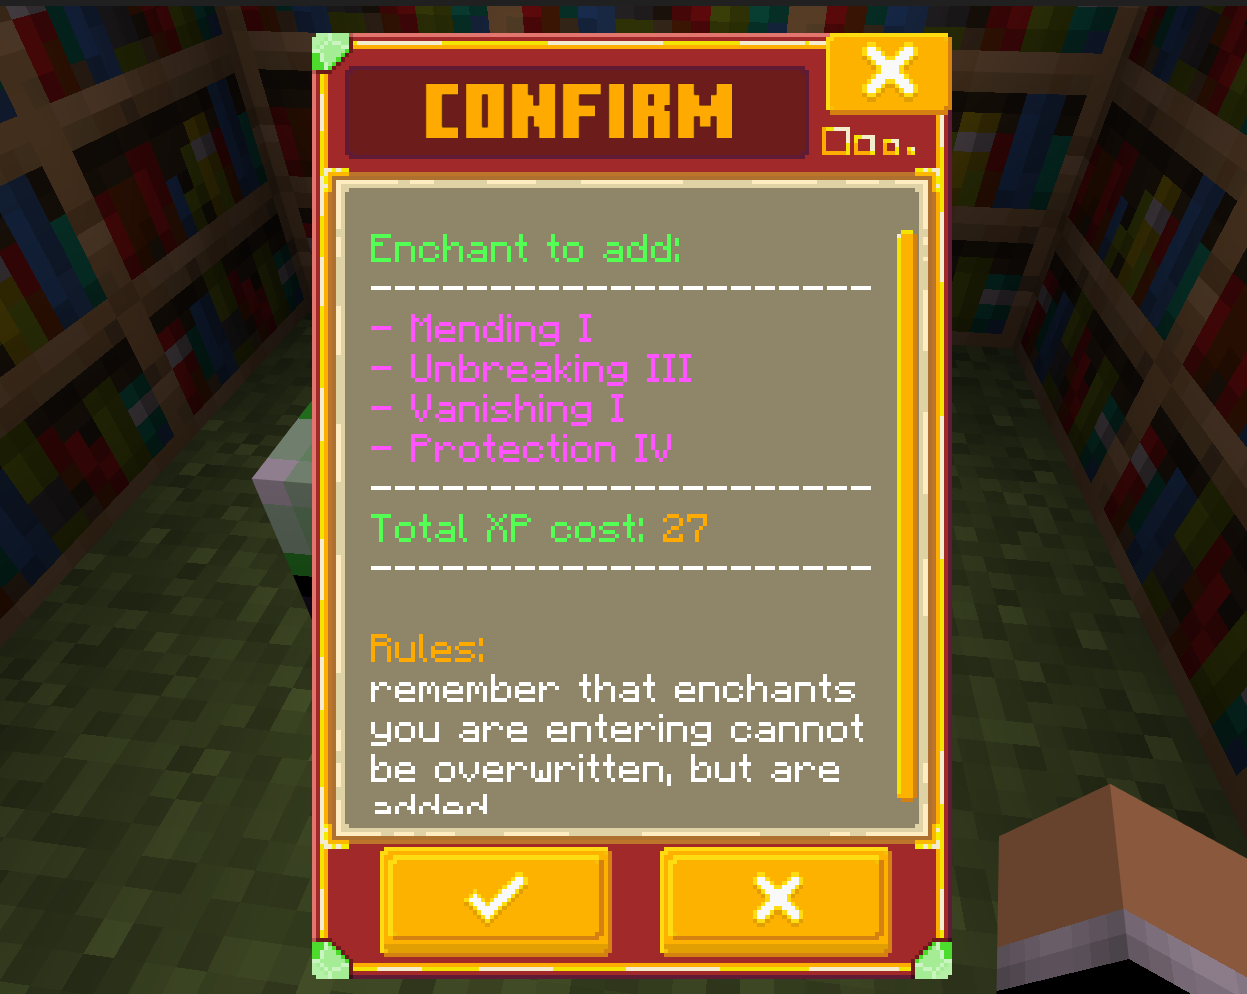 CONFIRM
Enchant to add:
---------------------
- Mending I
- Unbreaking III
- Vanishing I
- Protection IV
---------------------
Total XP cost: 27
---------------------
Rules:
remember that enchants
you are entering cannot
be overwritten, but are
added